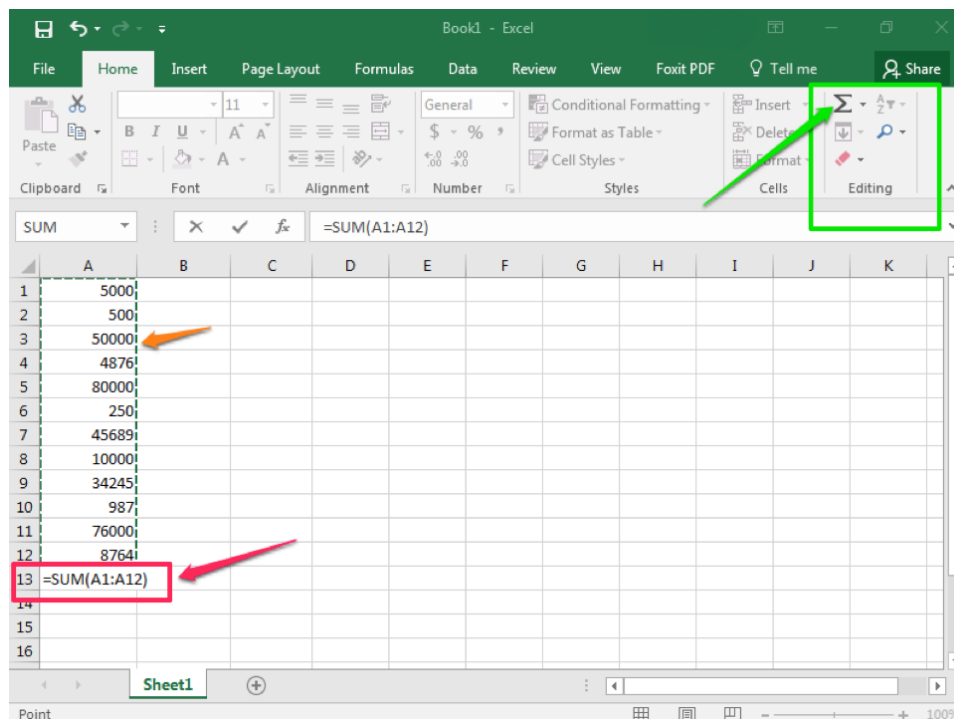 Book1 - Excel
File Home Insert Page Layout Formulas Data Review View Foxit PDF Tell me Share
11 General Conditional Formatting Insert Σ
Paste B I U A A $ % Format as Table Delete
A Cell Styles Format
Clipboard Font Alignment Number Styles Cells Editing
SUM fx =SUM(A1:A12)
A B C D E F G H I J K
1 5000
2 500
3 50000
4 4876
5 80000
6 250
7 45689
8 10000
9 34245
10 987
11 76000
12 8764
13 =SUM(A1:A12)
14
15
16
Sheet1
Point 100%